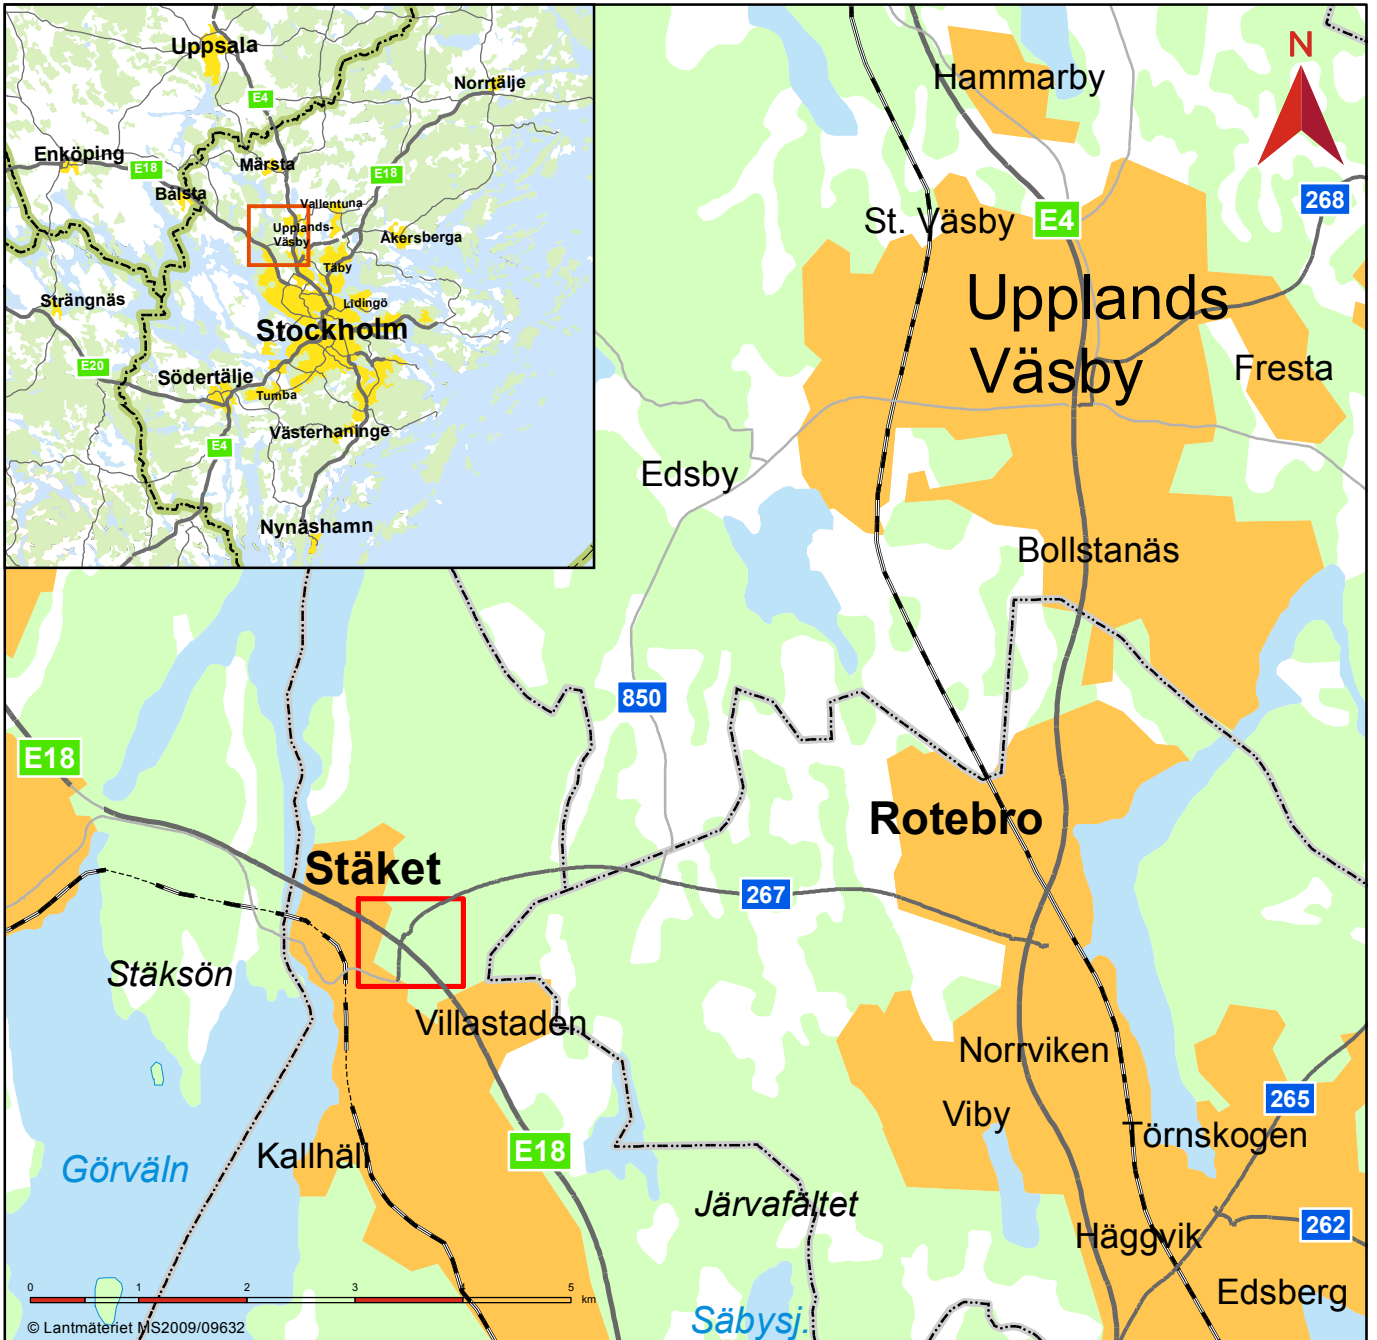 Uppsala
E4
Norrtälje
Enköping
E18
Märsta
E18
Bålsta
Vallentuna
Upplands-
Väsby
Åkersberga
Täby
Strängnäs
Lidingö
Stockholm
E20
Södertälje
Tumba
Västerhaninge
E4
Nynäshamn
N
Hammarby
268
St. Väsby
E4
Upplands
Väsby
Fresta
Edsby
Bollstanäs
850
E18
Rotebro
Stäket
267
Stäksön
Villastaden
Norrviken
265
Viby
Törnskogen
E18
Kallhäll
Görväln
Järvafältet
262
Häggvik
Edsberg
0 1 2 3 4 5
km
Säbysj.
© Lantmäteriet MS2009/09632